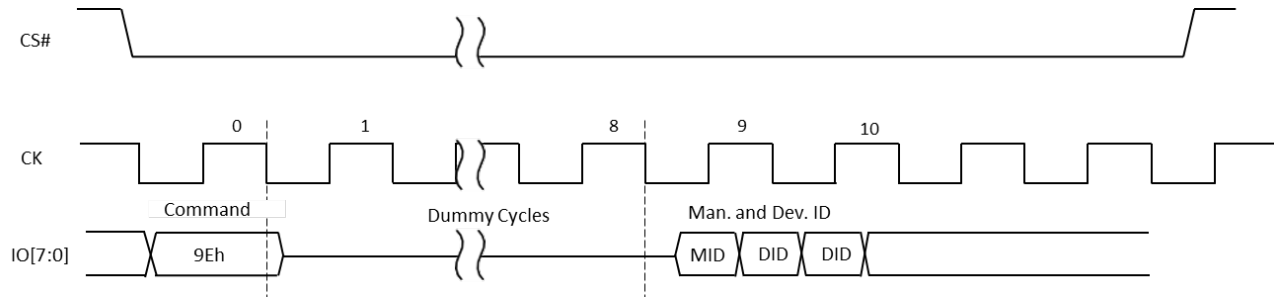 CS#
0 1 8 9 10
CK
Command Dummy Cycles Man. and Dev. ID
IO[7:0] 9Eh MID DID DID